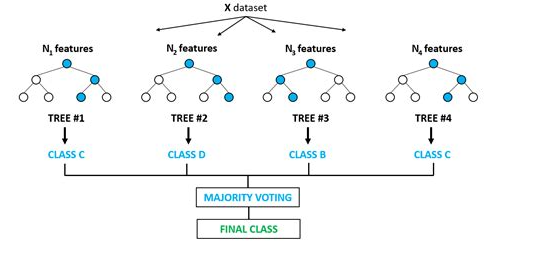 X dataset
N₁ features
N₂ features
N₃ features
N₄ features
TREE #1
TREE #2
TREE #3
TREE #4
CLASS C
CLASS D
CLASS B
CLASS C
MAJORITY VOTING
FINAL CLASS